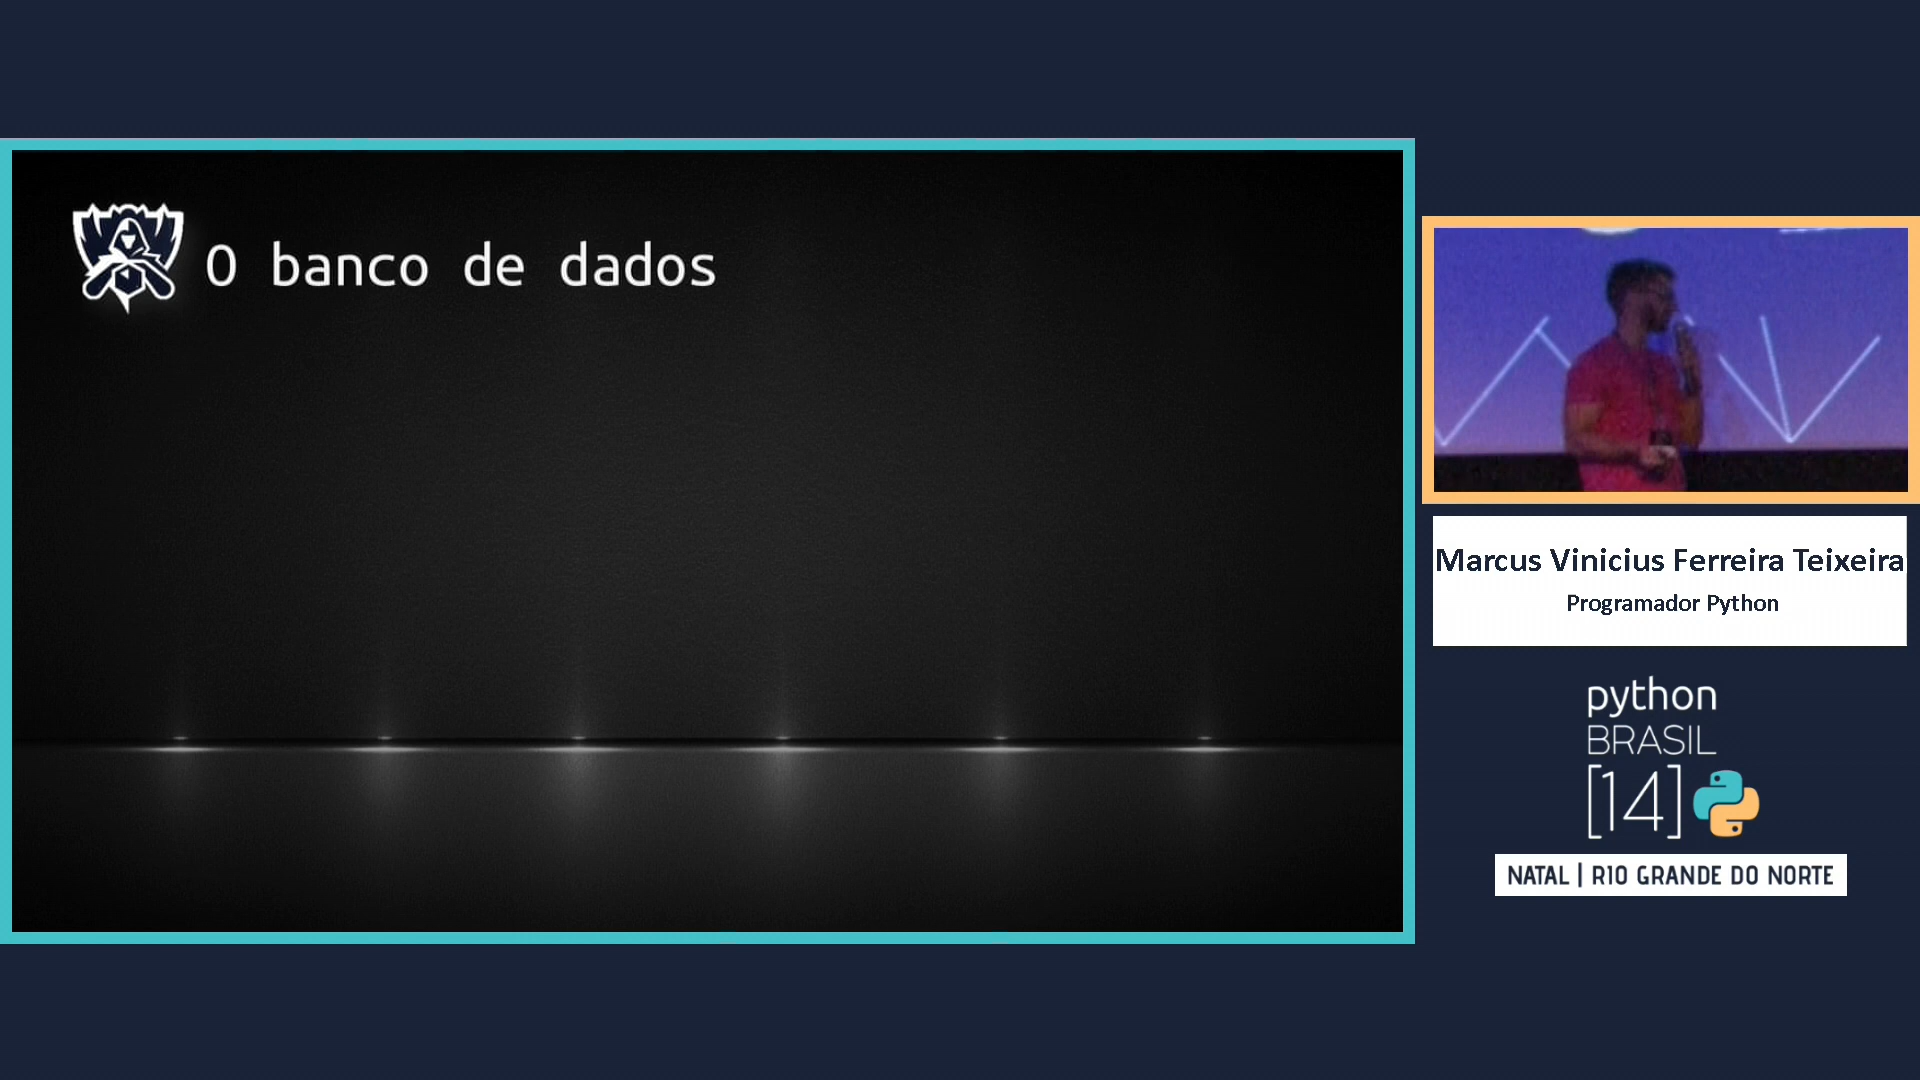 O banco de dados
Marcus Vinicius Ferreira Teixeira
Programador Python
python
BRASIL
[14]
NATAL | RIO GRANDE DO NORTE